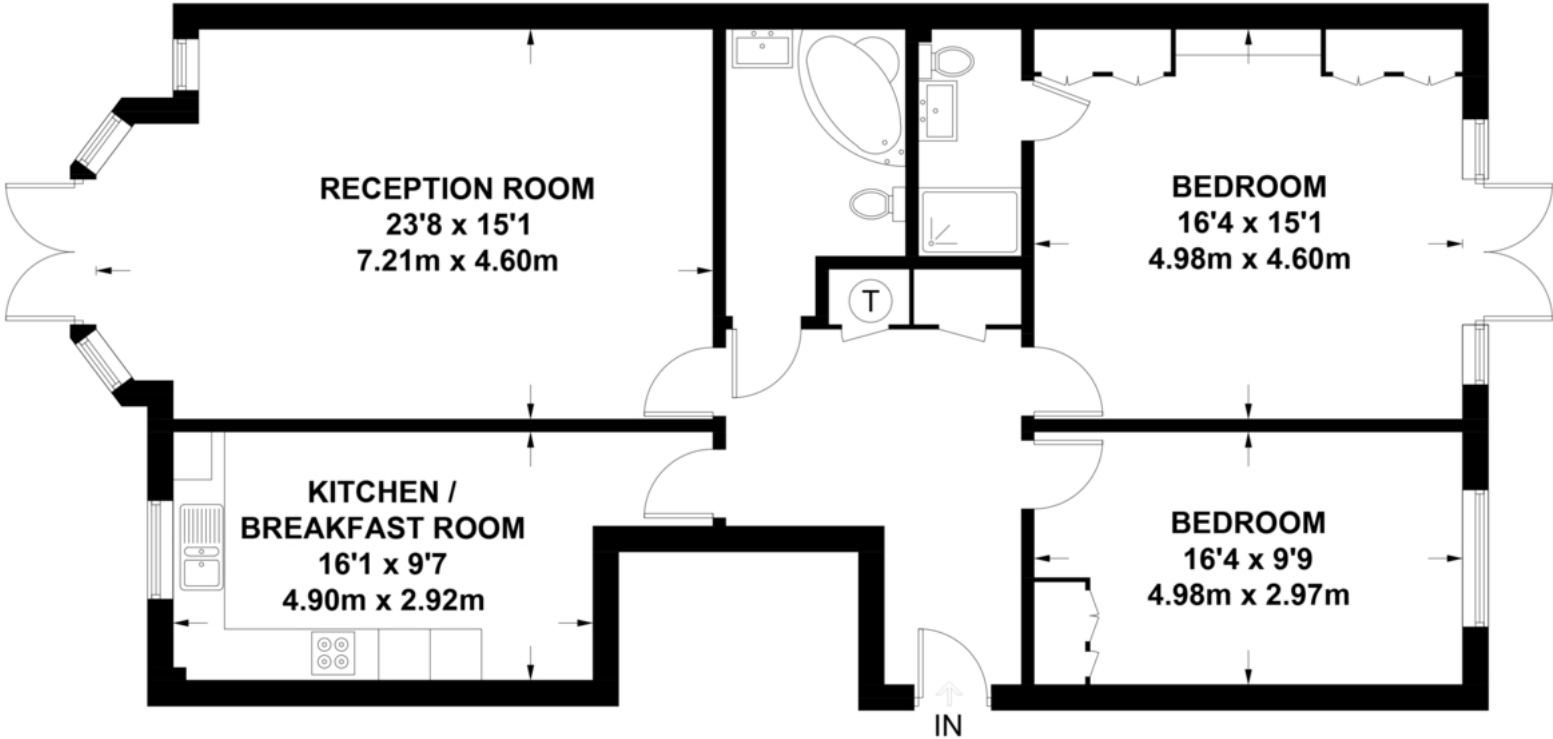 RECEPTION ROOM
23'8 x 15'1
7.21m x 4.60m
BEDROOM
16'4 x 15'1
4.98m x 4.60m
T
KITCHEN /
BREAKFAST ROOM
16'1 x 9'7
4.90m x 2.92m
BEDROOM
16'4 x 9'9
4.98m x 2.97m
IN